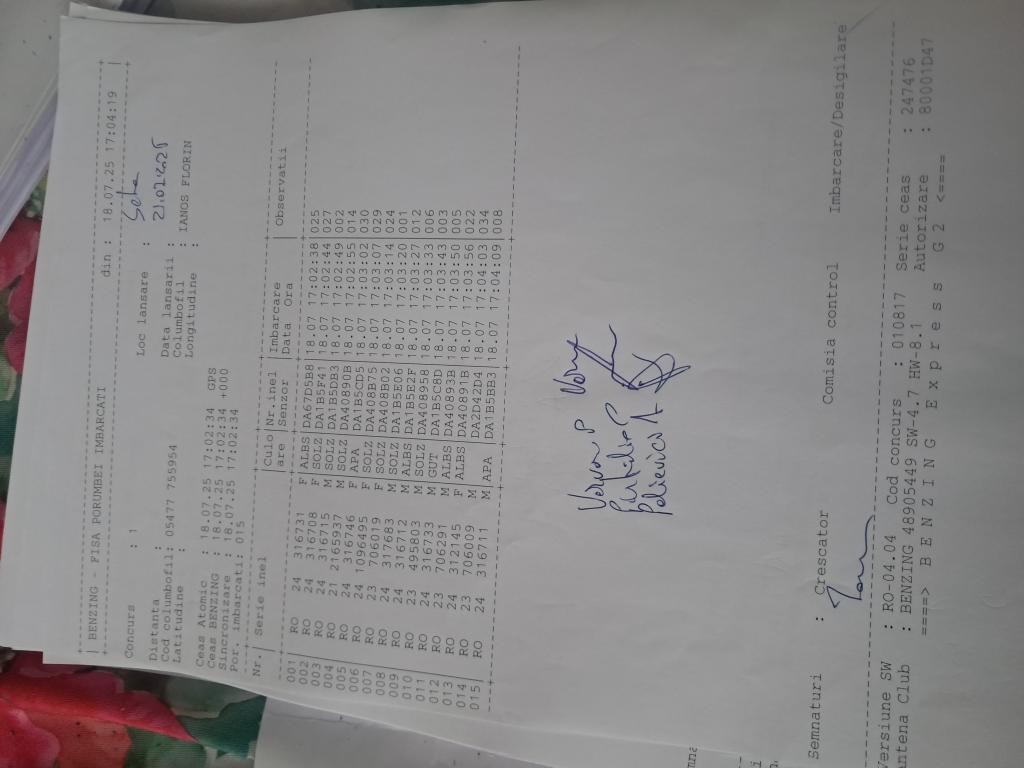 BENZING - FISA PORUMBEI IMBARCATI din : 18.07.25 17:04:19
Concurs : 1 Loc lansare :
Distanta : Data lansarii :
Cod columbofil: 05477 755954 Columbofil : IANOS FLORIN
Latitudine : Longitudine :
Ceas Atomic : 18.07.25 17:02:34 GPS
Ceas BENZING : 18.07.25 17:02:34 +000
Sincronizare : 18.07.25 17:02:34
Por. imbarcati: 015
Nr.| Serie inel | Culo | Nr.inel | Imbarcare | Observatii
are | Senzor | Data Ora
001 | RO 24 316731 F | ALBS | DA67D5B8 | 18.07 17:02:38 | 025
002 | RO 24 316708 F | SOLZ | DA1B5F41 | 18.07 17:02:44 | 027
003 | RO 24 316715 M | SOLZ | DA1B5DB3 | 18.07 17:02:49 | 002
004 | RO 21 2165937 M | SOLZ | DA40890B | 18.07 17:02:55 | 014
005 | RO 24 316746 F | APA | DA1B5CD5 | 18.07 17:03:01 | 010
006 | RO 24 1096495 F | SOLZ | DA408B75 | 18.07 17:03:07 | 029
007 | RO 23 706019 F | SOLZ | DA408B02 | 18.07 17:03:14 | 024
008 | RO 24 317683 M | SOLZ | DA1B5E06 | 18.07 17:03:20 | 001
009 | RO 24 316712 M | ALBS | DA1B5E2F | 18.07 17:03:27 | 012
010 | RO 23 495803 M | SOLZ | DA408958 | 18.07 17:03:33 | 006
011 | RO 24 316733 M | GUT | DA1B5C8D | 18.07 17:03:43 | 003
012 | RO 23 706291 M | ALBS | DA40893B | 18.07 17:03:50 | 005
013 | RO 24 312145 F | ALBS | DA40891B | 18.07 17:03:56 | 022
014 | RO 23 706009 M | | DA2D42D4 | 18.07 17:04:03 | 034
015 | RO 24 316711 M | APA | DA1B5BB3 | 18.07 17:04:09 | 008
Semnaturi : Crescator Comisia control Imbarcare/Desigilare
Versiune SW : RO-04.04 Cod concurs : 010817 Serie ceas : 247476
Antena Club : BENZING 48905449 SW-4.7 HW-8.1 Autorizare : 80001D47
====> B E N Z I N G E x p r e s s G 2 <====